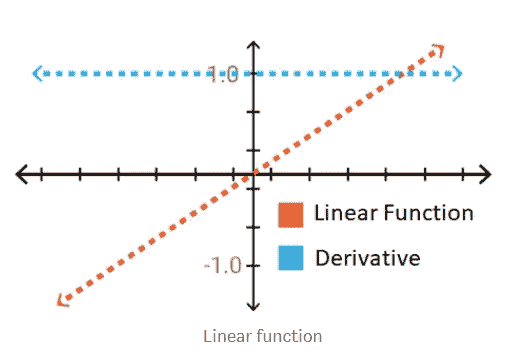 1.0
Linear Function
Derivative
-1.0
Linear function